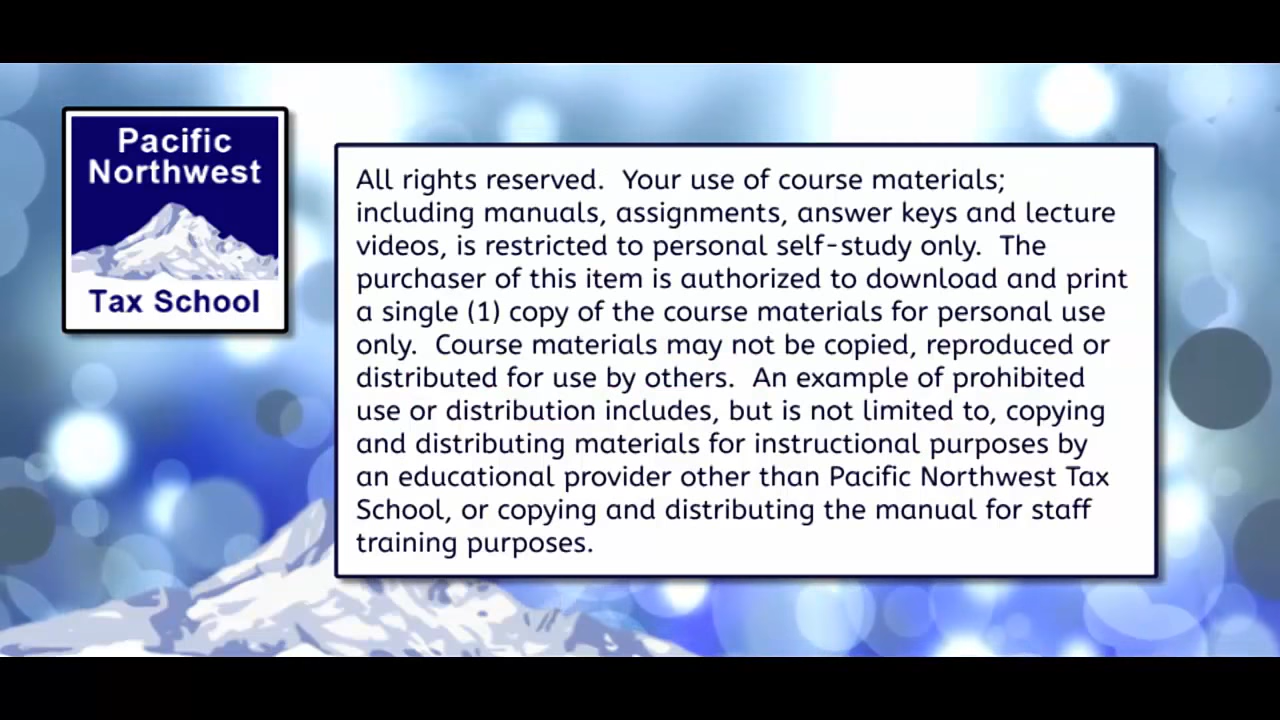 Pacific
Northwest
Tax School
All rights reserved.  Your use of course materials;
including manuals, assignments, answer keys and lecture
videos, is restricted to personal self-study only.  The
purchaser of this item is authorized to download and print
a single (1) copy of the course materials for personal use
only.  Course materials may not be copied, reproduced or
distributed for use by others.  An example of prohibited
use or distribution includes, but is not limited to, copying
and distributing materials for instructional purposes by
an educational provider other than Pacific Northwest Tax
School, or copying and distributing the manual for staff
training purposes.